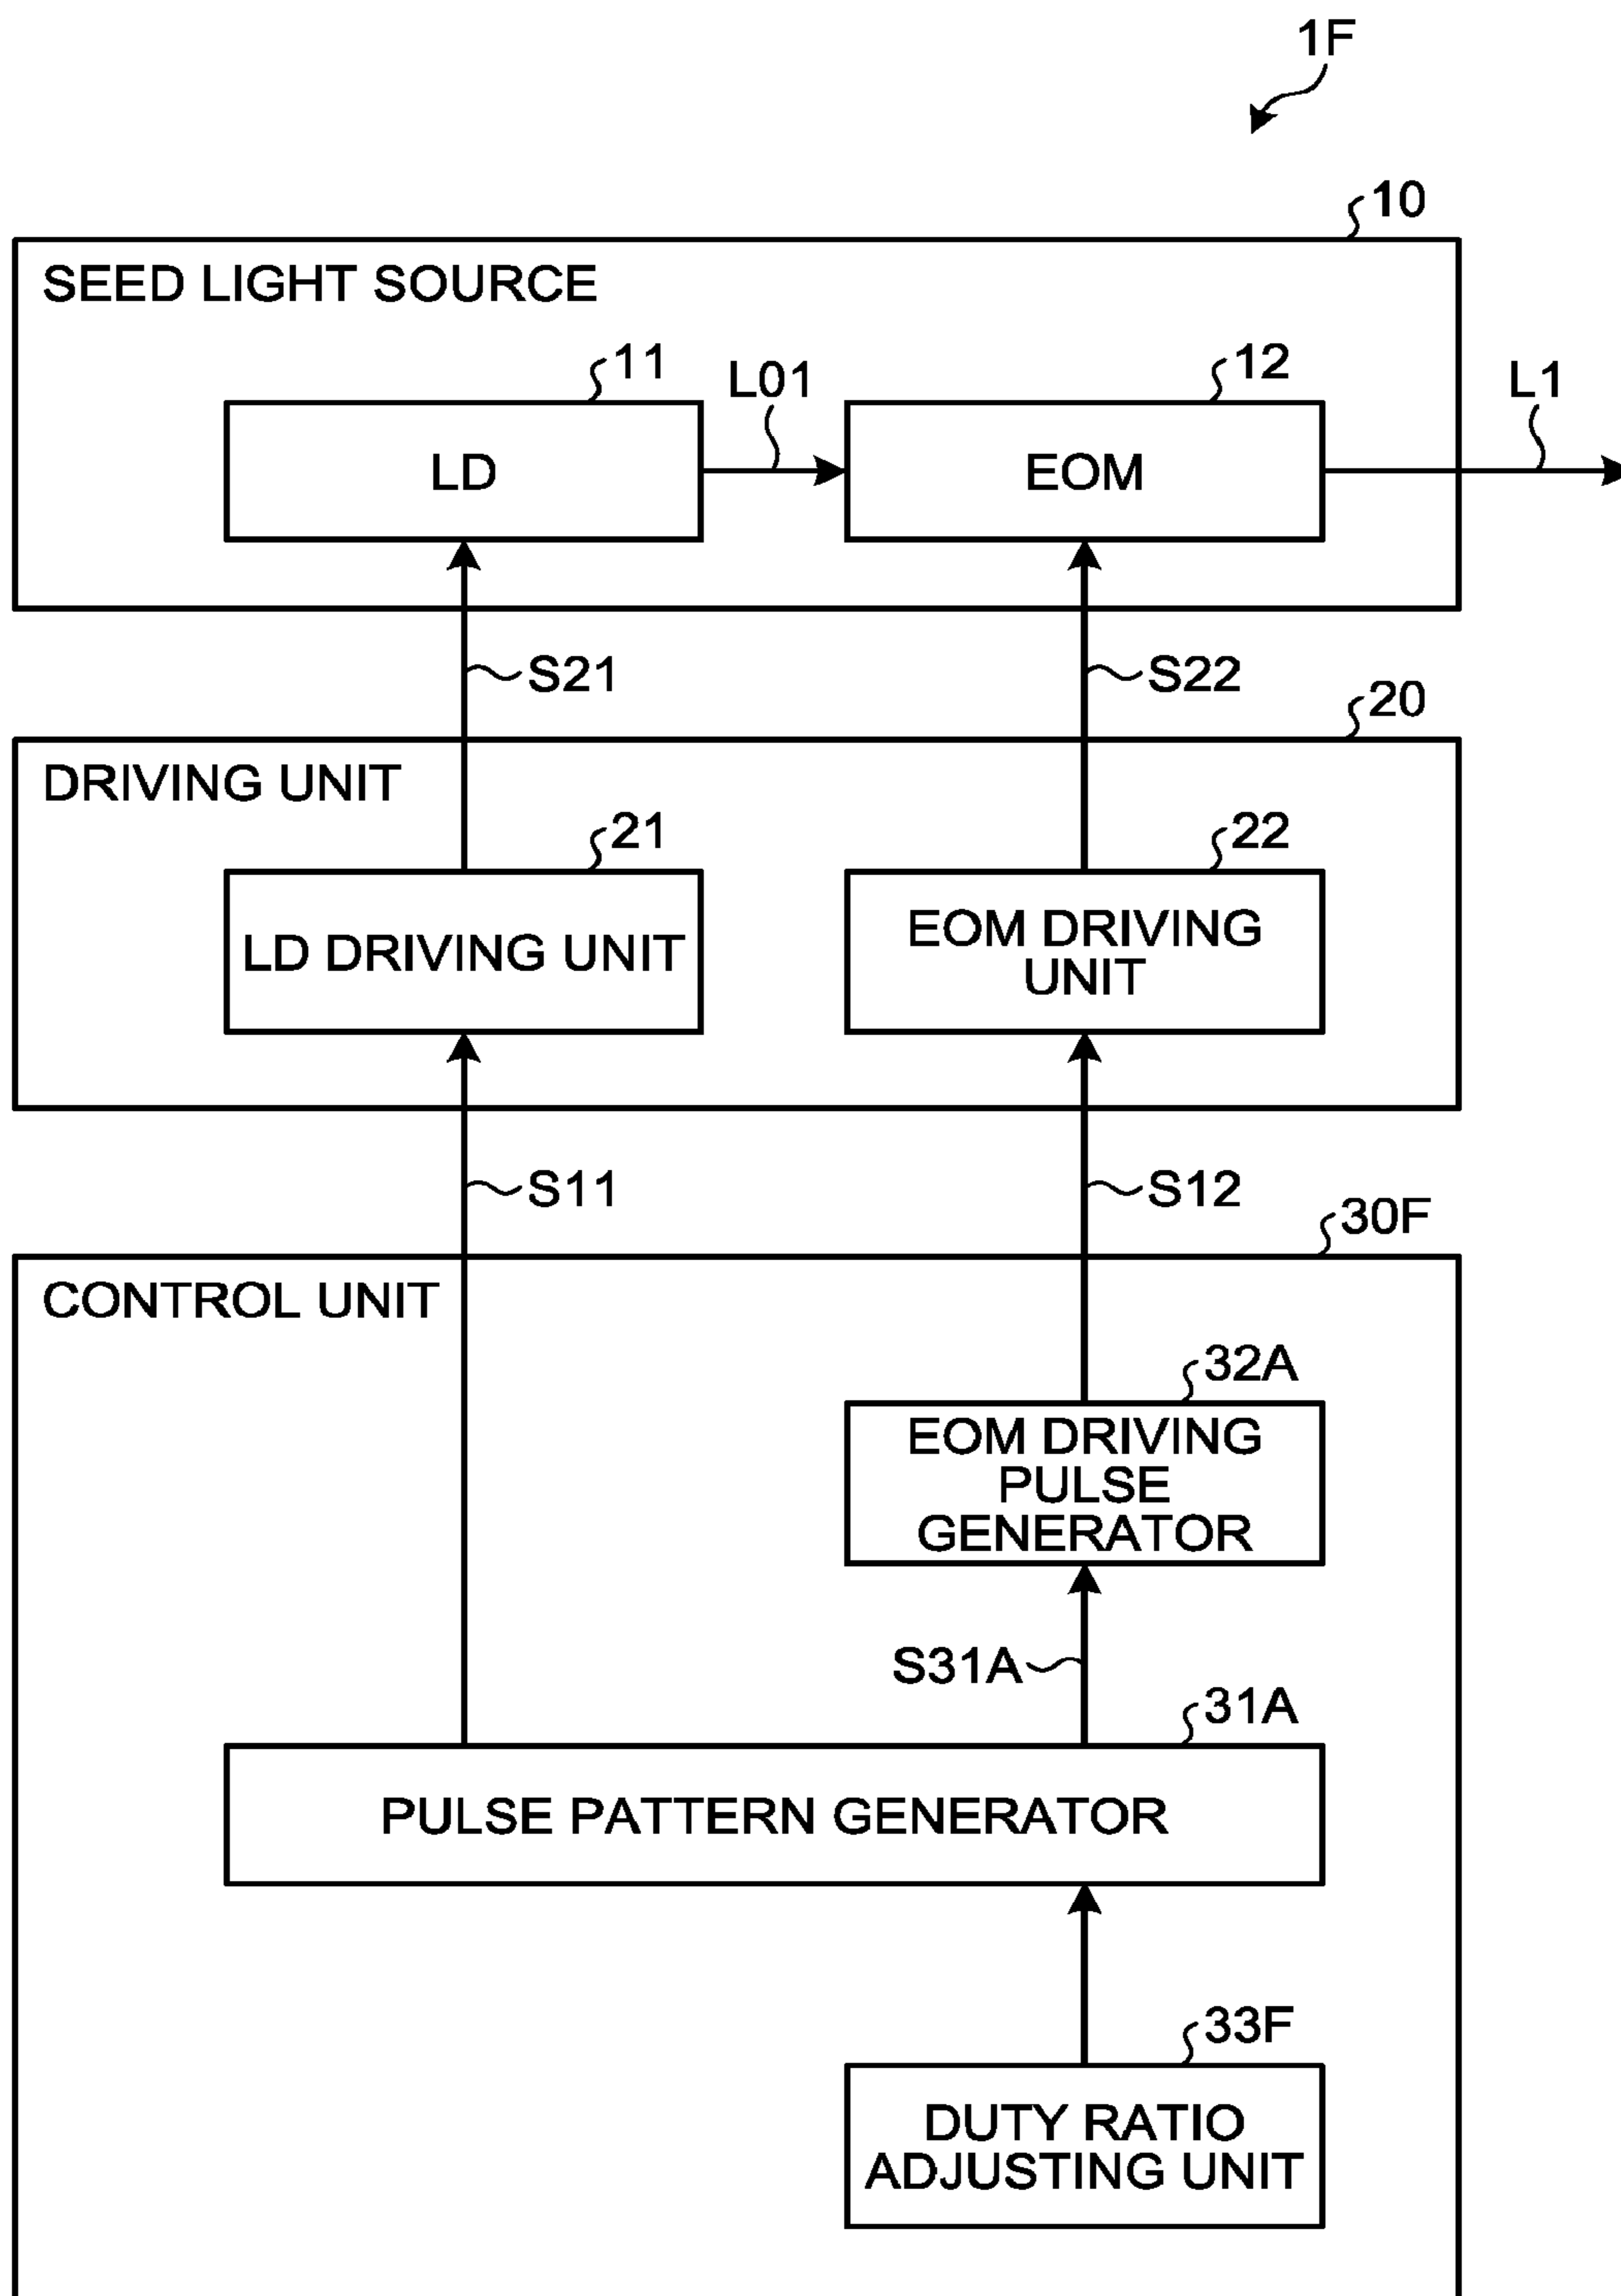 1F
10
SEED LIGHT SOURCE
11
L01
12
L1
LD
EOM
S21
S22
20
DRIVING UNIT
21
22
LD DRIVING UNIT
EOM DRIVING
UNIT
S11
S12
30F
CONTROL UNIT
32A
EOM DRIVING
PULSE
GENERATOR
S31A
31A
PULSE PATTERN GENERATOR
33F
DUTY RATIO
ADJUSTING UNIT